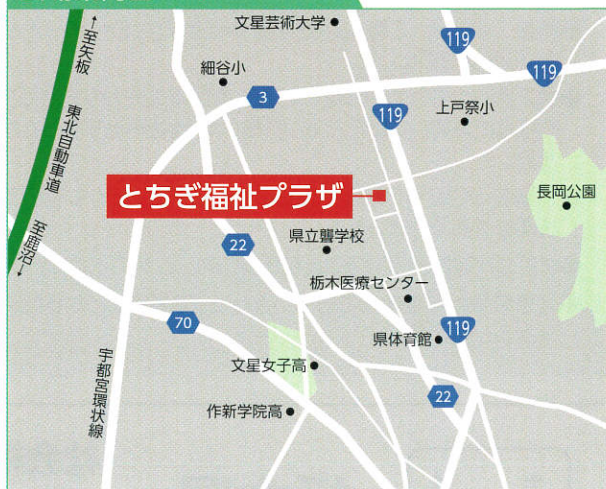 文星芸術大学
119
119
119
細谷小
3
上戸祭小
←至矢板
東北自動車道
至鹿沼→
とちぎ福祉プラザ
長岡公園
県立聾学校
22
栃木医療センター
70
119
県体育館
宇都宮環状線
文星女子高
22
作新学院高